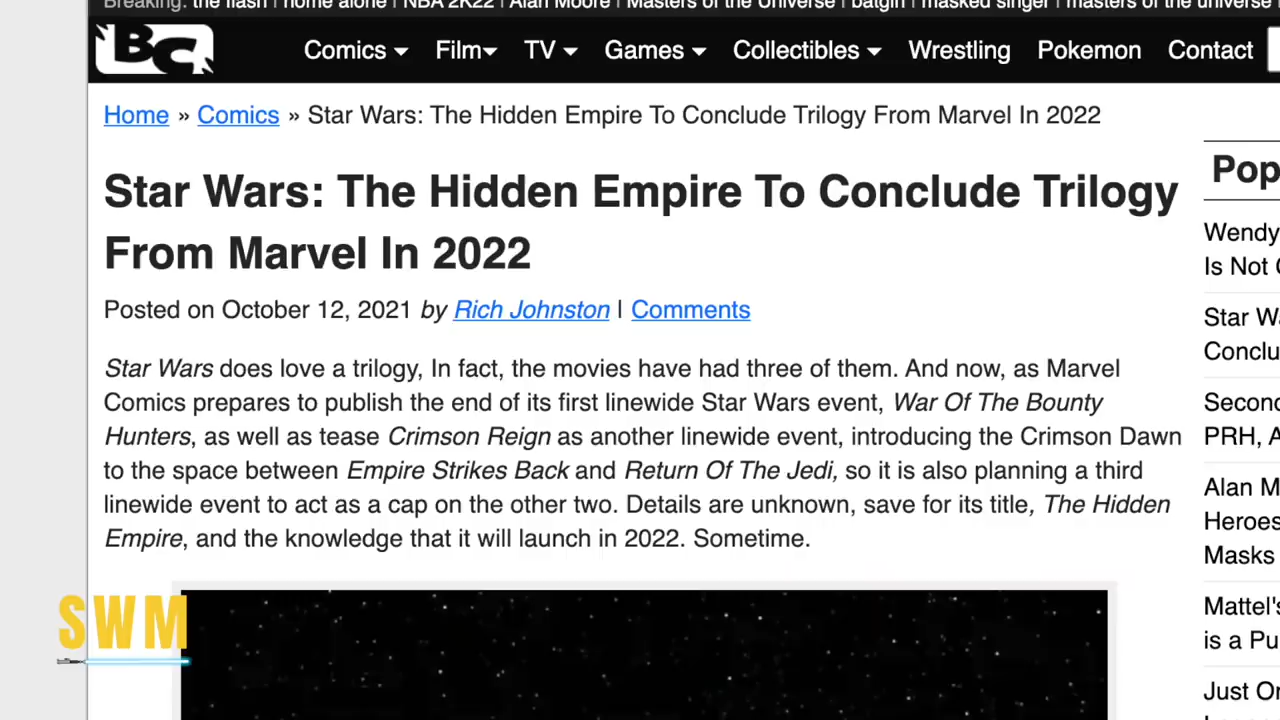 Breaking: the flash | home alone | NBA 2K22 | Alan Moore | Masters of the Universe | batgirl | masked singer | masters of the universe
BC Comics Film TV Games Collectibles Wrestling Pokemon Contact
Home » Comics » Star Wars: The Hidden Empire To Conclude Trilogy From Marvel In 2022
Star Wars: The Hidden Empire To Conclude Trilogy
From Marvel In 2022
Posted on October 12, 2021 by Rich Johnston | Comments
Star Wars does love a trilogy, In fact, the movies have had three of them. And now, as Marvel
Comics prepares to publish the end of its first linewide Star Wars event, War Of The Bounty
Hunters, as well as tease Crimson Reign as another linewide event, introducing the Crimson Dawn
to the space between Empire Strikes Back and Return Of The Jedi, so it is also planning a third
linewide event to act as a cap on the other two. Details are unknown, save for its title, The Hidden
Empire, and the knowledge that it will launch in 2022. Sometime.
SWM
Pop
Wendy
Is Not
Star Wa
Conclu
Second
PRH, A
Alan M
Heroes
Masks
Mattel's
is a Pu
Just Or